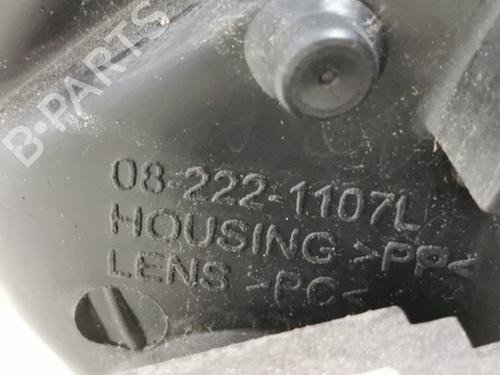 B-PARTS
08-222-1107L
HOUSING >PP<
LENS >PC<